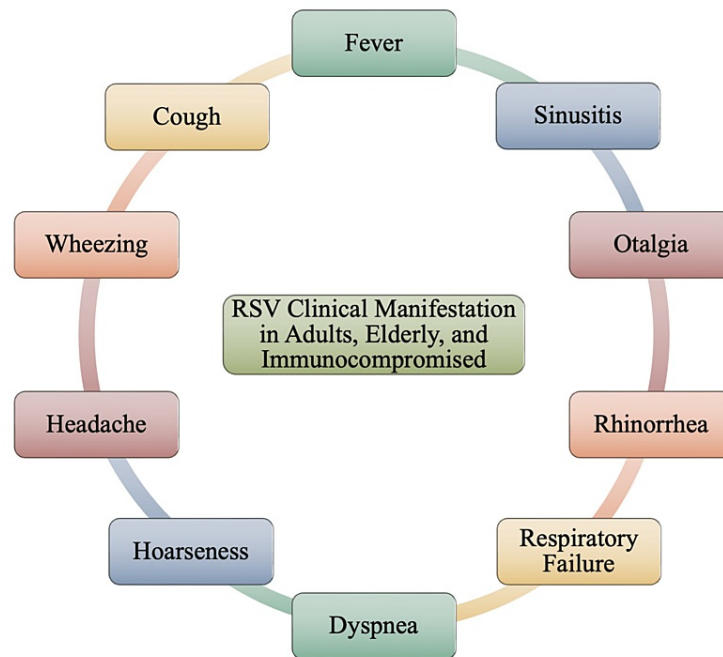 Fever
Cough
Sinusitis
Wheezing
Otalgia
RSV Clinical Manifestation
in Adults, Elderly, and
Immunocompromised
Headache
Rhinorrhea
Hoarseness
Respiratory
Failure
Dyspnea